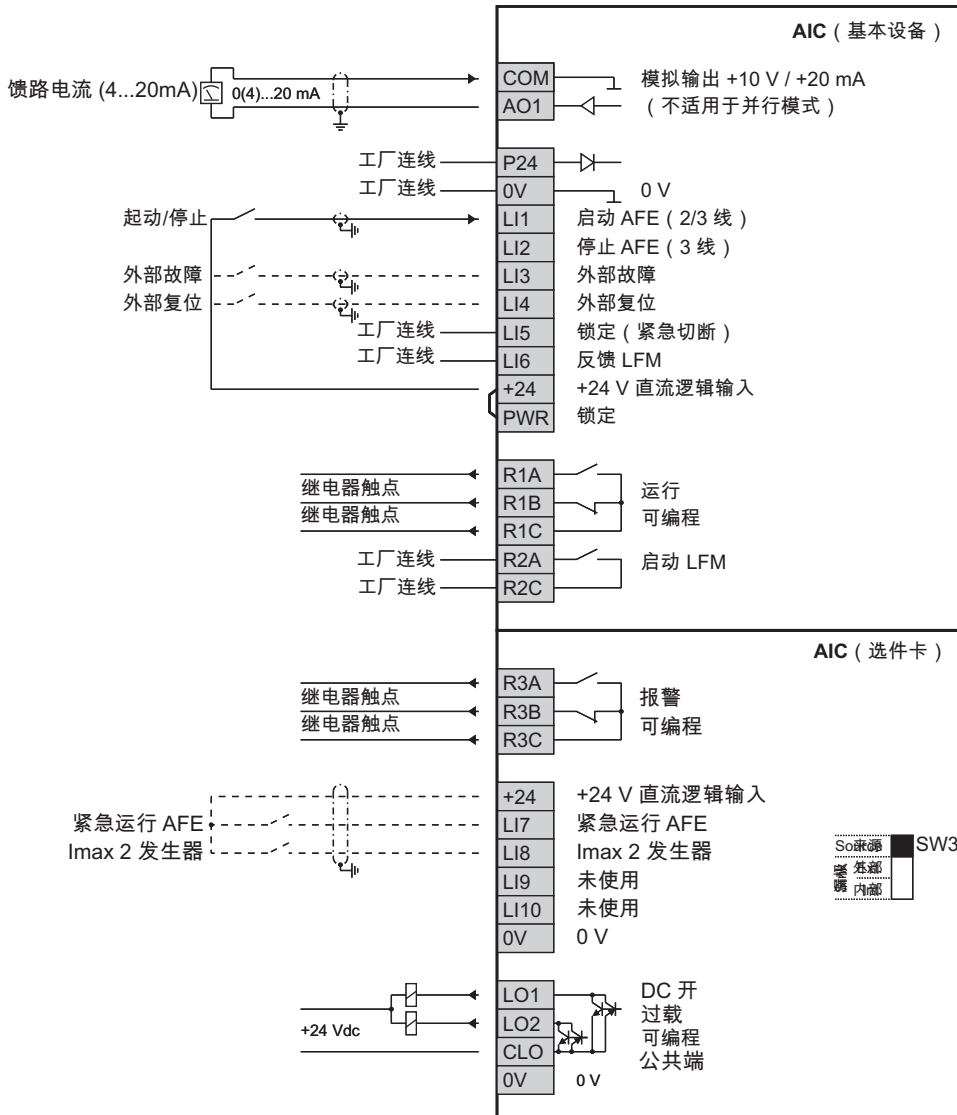 AIC（基本设备）
馈路电流 (4...20mA) 0(4)...20 mA COM 模拟输出 +10 V / +20 mA
AO1 （不适用于并行模式）
工厂连线 P24
工厂连线 0V 0 V
起动/停止 LI1 启动 AFE（2/3 线）
LI2 停止 AFE（3 线）
外部故障 LI3 外部故障
外部复位 LI4 外部复位
工厂连线 LI5 锁定（紧急切断）
工厂连线 LI6 反馈 LFM
+24 +24 V 直流逻辑输入
PWR 锁定
R1A
继电器触点 R1B 运行
继电器触点 R1C 可编程
工厂连线 R2A 启动 LFM
工厂连线 R2C
AIC（选件卡）
R3A
继电器触点 R3B 报警
继电器触点 R3C 可编程
+24 +24 V 直流逻辑输入
紧急运行 AFE LI7 紧急运行 AFE
Imax 2 发生器 LI8 Imax 2 发生器
LI9 未使用
LI10 未使用
0V 0 V
来源 SW3
外部
内部
LO1 DC 开
LO2 过载
+24 Vdc 可编程
CLO 公共端
0V 0 V